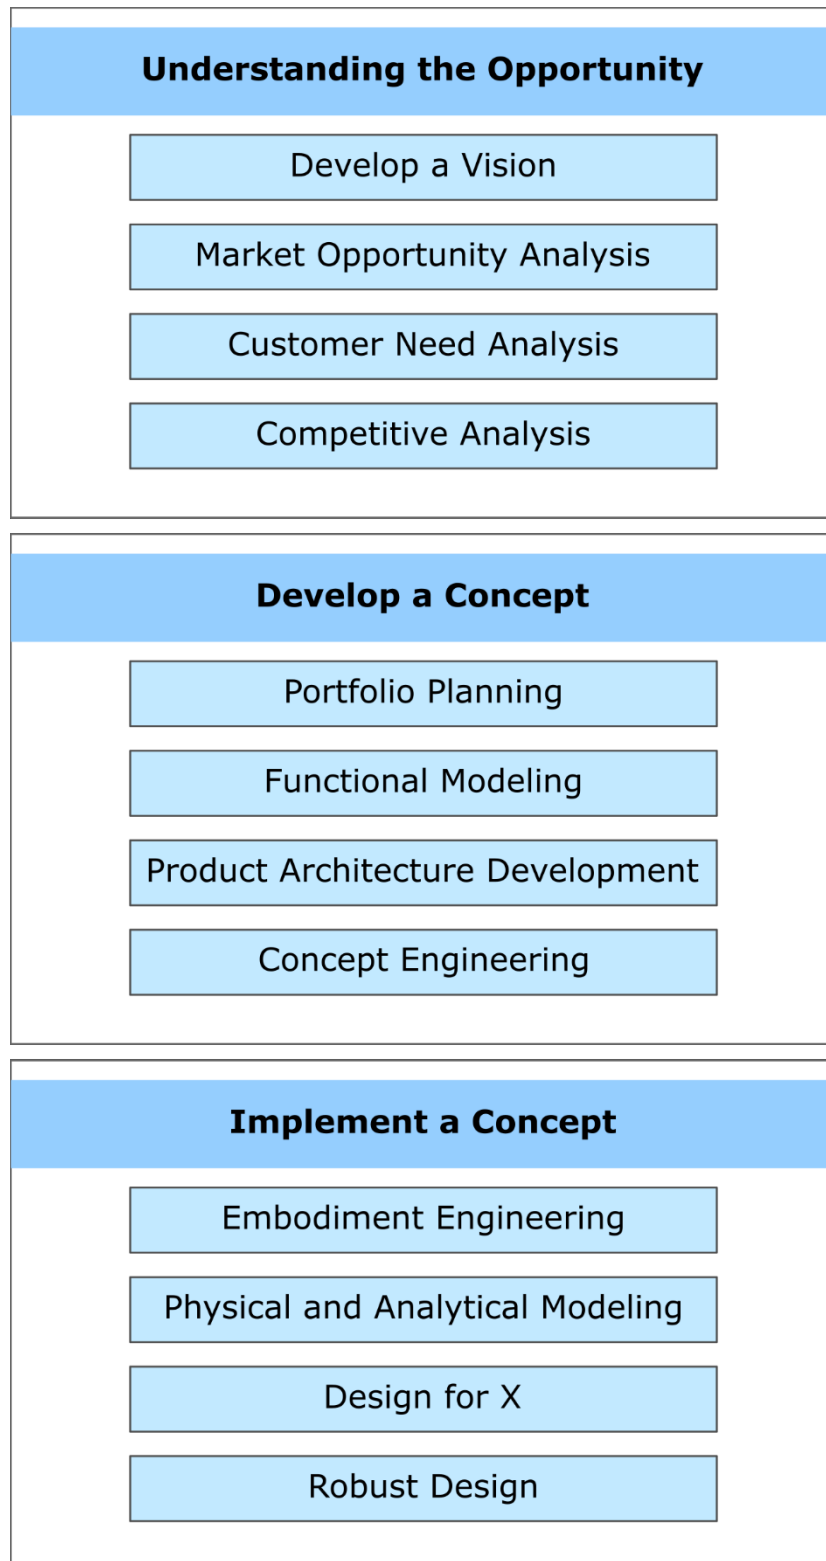 Understanding the Opportunity
Develop a Vision
Market Opportunity Analysis
Customer Need Analysis
Competitive Analysis
Develop a Concept
Portfolio Planning
Functional Modeling
Product Architecture Development
Concept Engineering
Implement a Concept
Embodiment Engineering
Physical and Analytical Modeling
Design for X
Robust Design